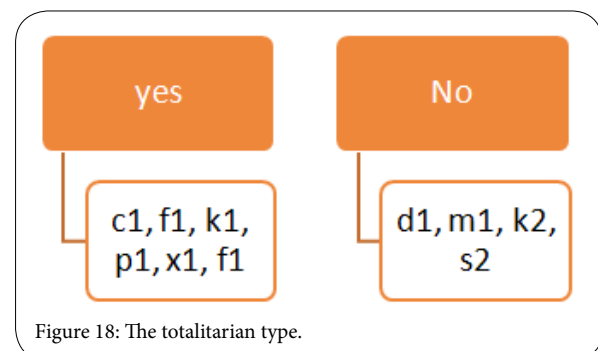 yes
c1, f1, k1,
p1, x1, f1
No
d1, m1, k2,
s2
Figure 18: The totalitarian type.